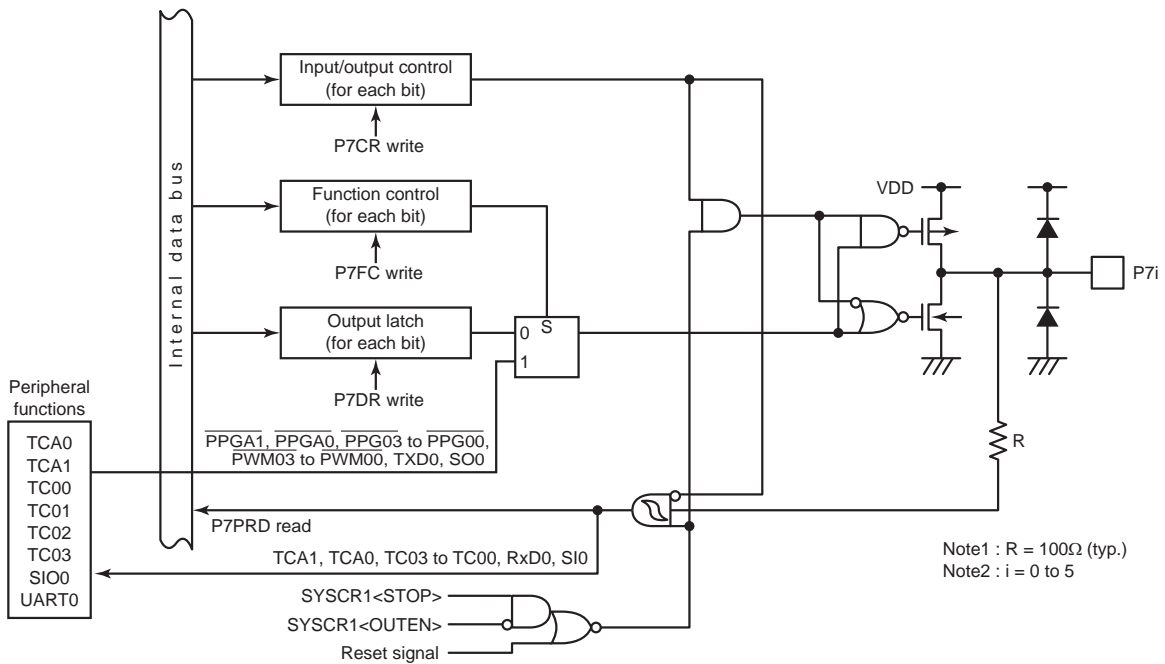 Internal data bus
Input/output control
(for each bit)
P7CR write
Function control
(for each bit)
P7FC write
Output latch
(for each bit)
P7DR write
S
0
1
VDD
P7i
R
Peripheral
functions
TCA0
TCA1
TC00
TC01
TC02
TC03
SIO0
UART0
PPGA1, PPGA0, PPG03 to PPG00,
PWM03 to PWM00, TXD0, SO0
P7PRD read
TCA1, TCA0, TC03 to TC00, RxD0, SI0
SYSCR1<STOP>
SYSCR1<OUTEN>
Reset signal
Note1 : R = 100Ω (typ.)
Note2 : i = 0 to 5